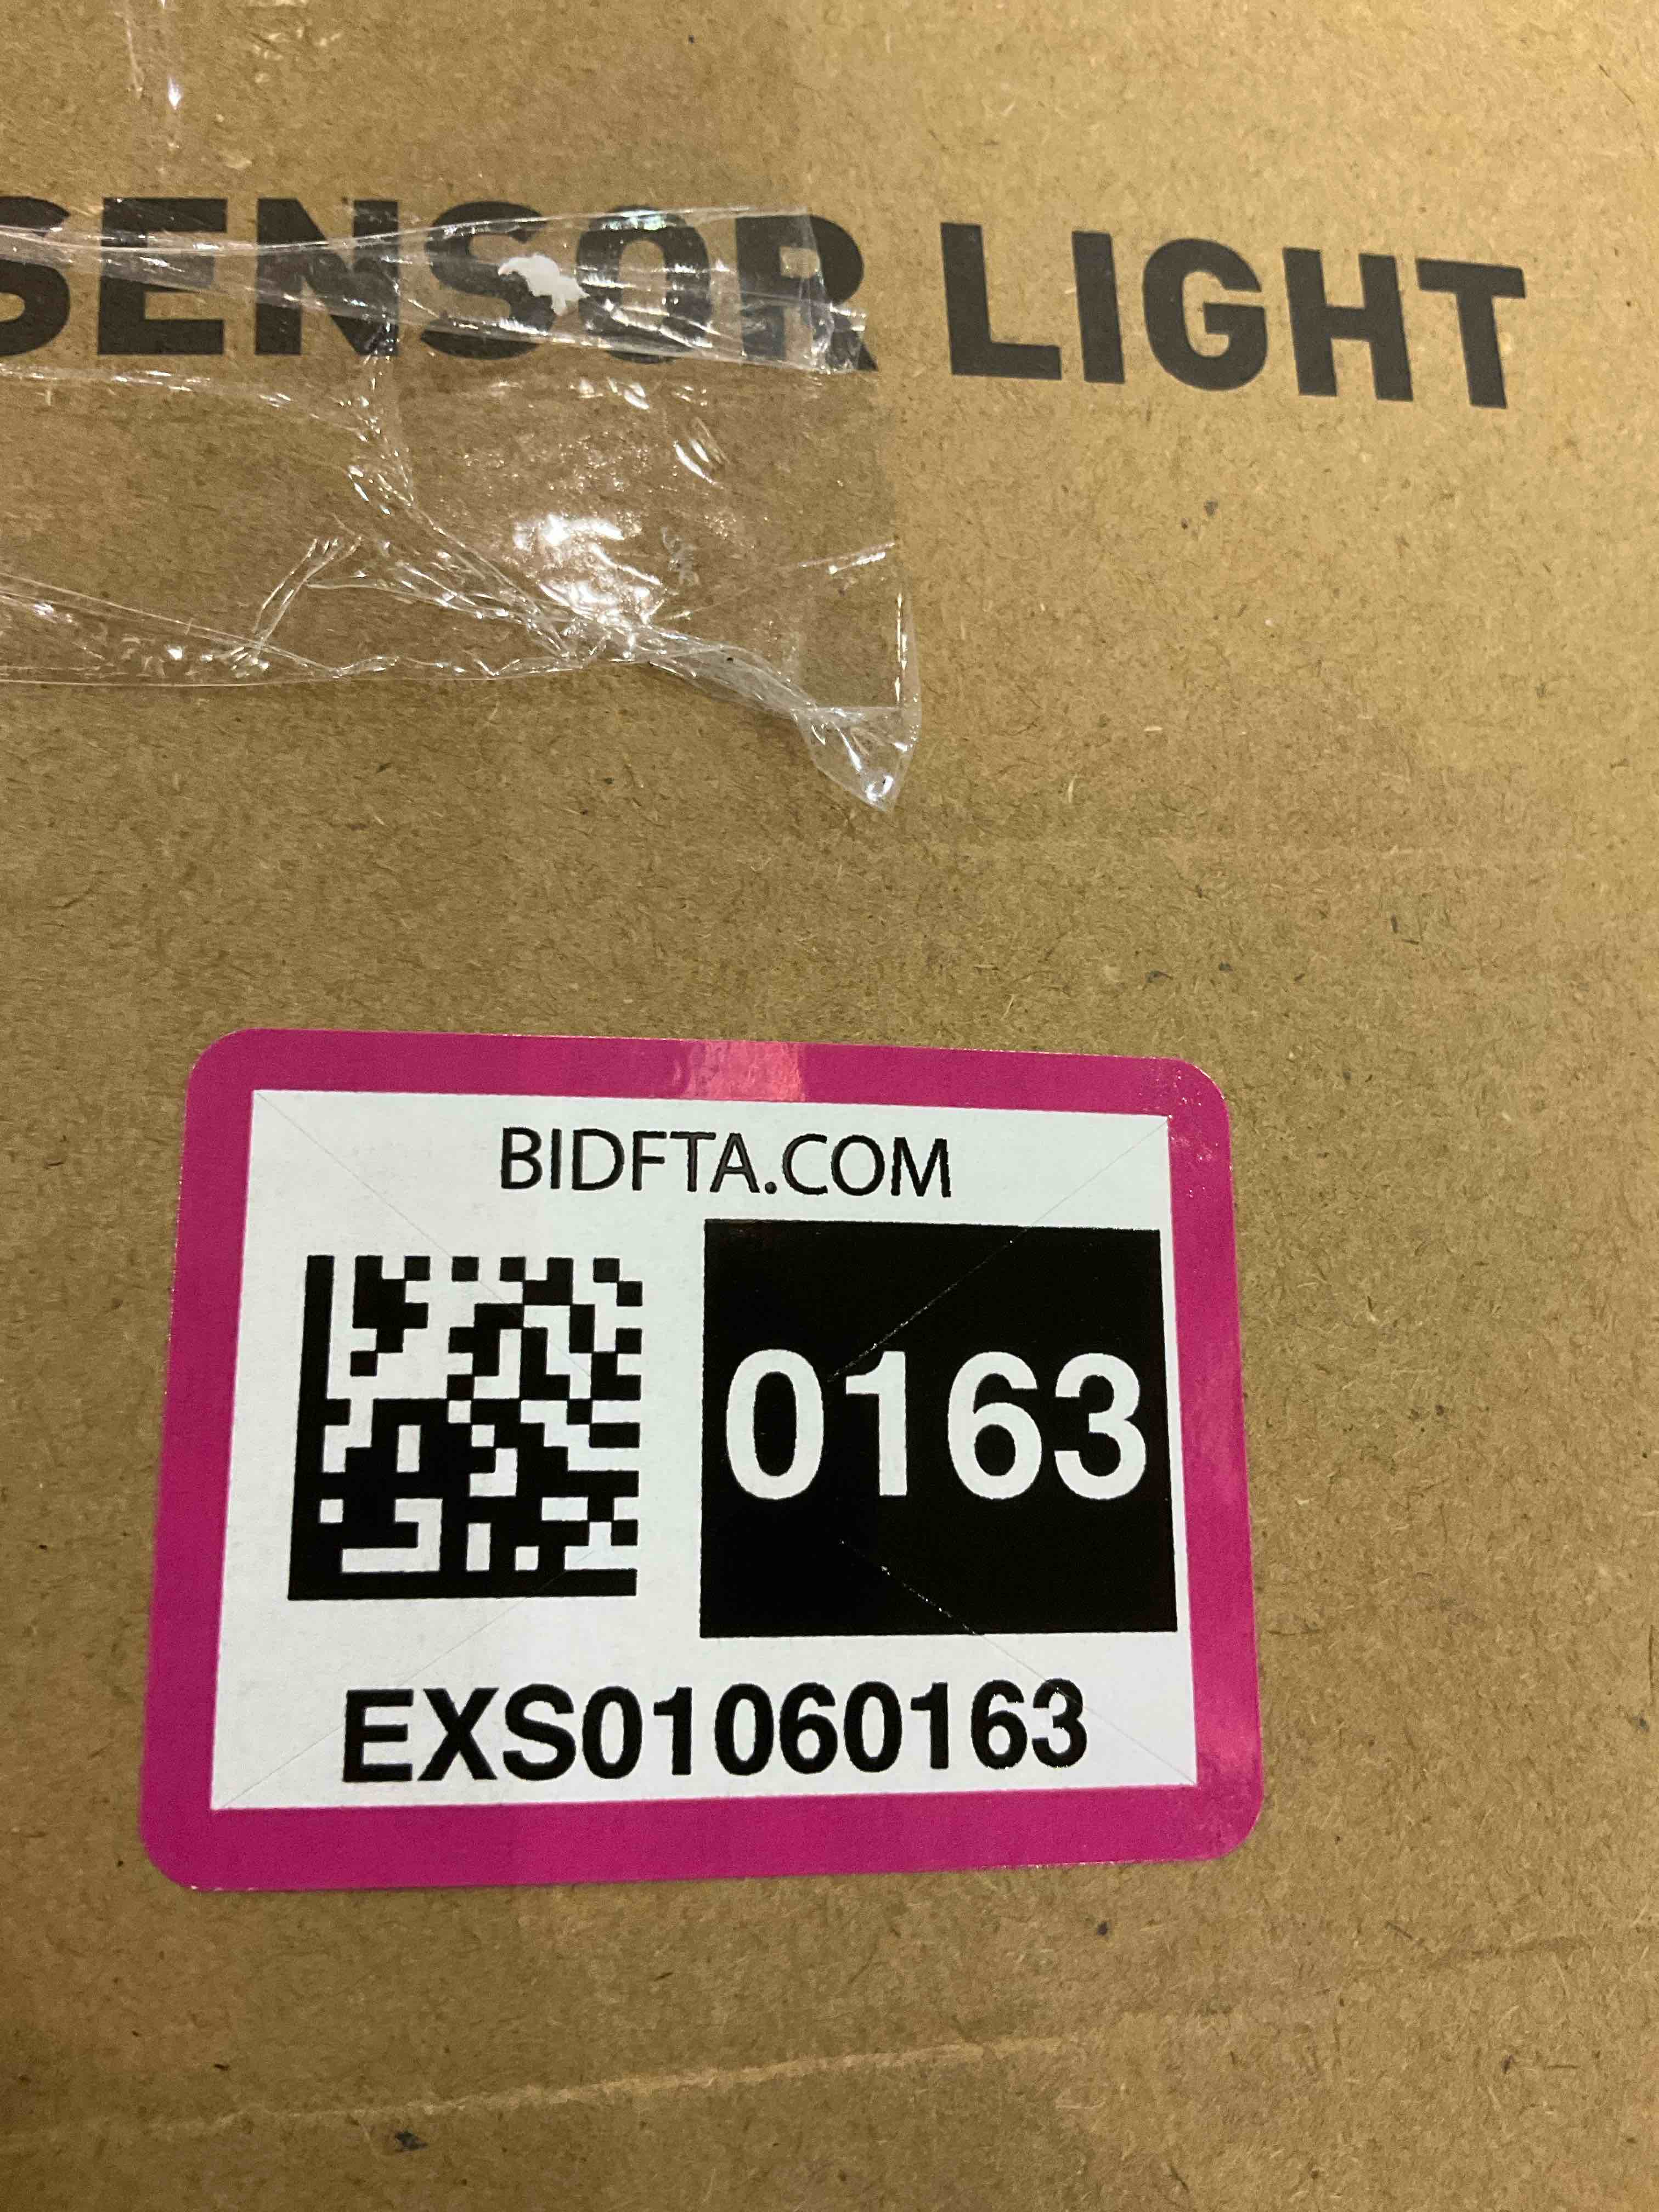 SENSOR LIGHT
BIDFTA.COM
0163
EXS01060163